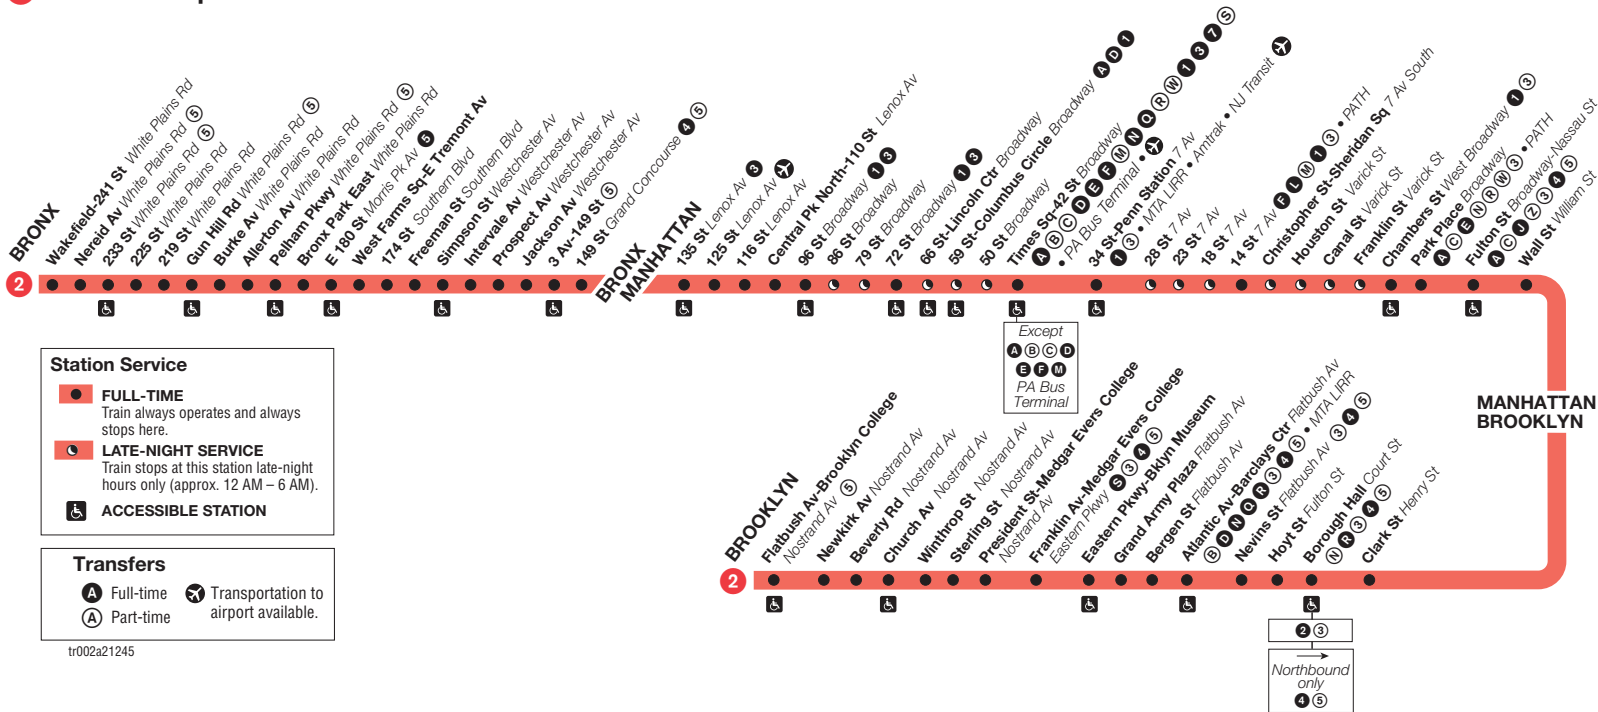 BRONX
Wakefield-241 St White Plains Rd
Nereid Av White Plains Rd 5
233 St White Plains Rd 5
225 St White Plains Rd
219 St White Plains Rd
Gun Hill Rd White Plains Rd 5
Burke Av White Plains Rd
Allerton Av White Plains Rd
Pelham Pkwy White Plains Rd 5
Bronx Park East White Plains Rd
E 180 St Morris Pk Av 5
West Farms Sq-E Tremont Av
174 St Southern Blvd
Freeman St Southern Blvd
Simpson St Westchester Av
Intervale Av Westchester Av
Prospect Av Westchester Av
Jackson Av Westchester Av
3 Av-149 St 5
149 St Grand Concourse 4 5
BRONX
MANHATTAN
135 St Lenox Av 3
125 St Lenox Av
116 St Lenox Av
Central Pk North-110 St Lenox Av
96 St Broadway 1 3
86 St Broadway
79 St Broadway
72 St Broadway 1 3
66 St-Lincoln Ctr Broadway
59 St-Columbus Circle Broadway A D 1
50 St Broadway
Times Sq-42 St Broadway
A B C D E F M N Q R W 1 3 7 S
• PA Bus Terminal •
34 St-Penn Station 7 Av
1 3 • MTA LIRR • Amtrak • NJ Transit
28 St 7 Av
23 St 7 Av
18 St 7 Av
14 St 7 Av F L M 1 3 • PATH
Christopher St-Sheridan Sq 7 Av South
Houston St Varick St
Canal St Varick St
Franklin St Varick St
Chambers St West Broadway 1 3
Park Place Broadway
A C E N R W 3 • PATH
Fulton St Broadway-Nassau St
A C J Z 3 4 5
Wall St William St
2
Except
A B C D
E F M
PA Bus
Terminal
MANHATTAN
BROOKLYN
Station Service
FULL-TIME
Train always operates and always
stops here.
LATE-NIGHT SERVICE
Train stops at this station late-night
hours only (approx. 12 AM – 6 AM).
ACCESSIBLE STATION
Transfers
A Full-time
A Part-time
Transportation to
airport available.
tr002a21245
BROOKLYN
Flatbush Av-Brooklyn College
Nostrand Av 5
Newkirk Av Nostrand Av
Beverly Rd Nostrand Av
Church Av Nostrand Av
Winthrop St Nostrand Av
Sterling St Nostrand Av
President St-Medgar Evers College
Nostrand Av
Franklin Av-Medgar Evers College
Eastern Pkwy S 3 4 5
Eastern Pkwy-Bklyn Museum
Grand Army Plaza Flatbush Av
Bergen St Flatbush Av
Atlantic Av-Barclays Ctr Flatbush Av
B D N Q R 3 4 5 • MTA LIRR
Nevins St Flatbush Av 3 4 5
Hoyt St Fulton St
Borough Hall Court St
N R 3 4 5
Clark St Henry St
2
2 3
Northbound
only
4 5